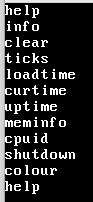 help
info
clear
ticks
loadtime
curtime
uptime
meminfo
cpuid
shutdown
colour
help